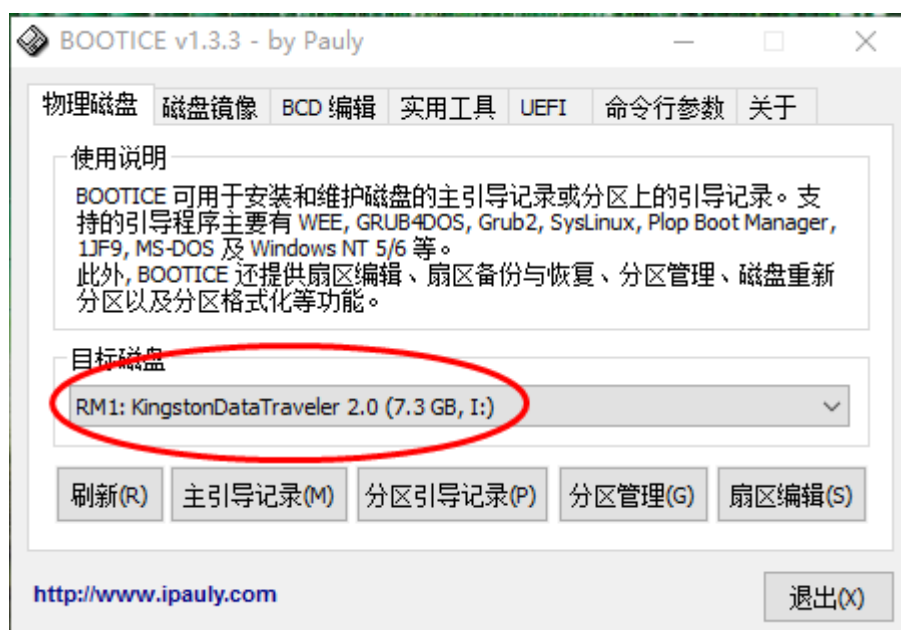 BOOTICE v1.3.3 - by Pauly
物理磁盘 磁盘镜像 BCD 编辑 实用工具 UEFI 命令行参数 关于
使用说明
BOOTICE 可用于安装和维护磁盘的主引导记录或分区上的引导记录。支
持的引导程序主要有 WEE, GRUB4DOS, Grub2, SysLinux, Plop Boot Manager,
1JF9, MS-DOS 及 Windows NT 5/6 等。
此外, BOOTICE 还提供扇区编辑、扇区备份与恢复、分区管理、磁盘重新
分区以及分区格式化等功能。
目标磁盘
RM1: KingstonDataTraveler 2.0 (7.3 GB, I:)
刷新(R) 主引导记录(M) 分区引导记录(P) 分区管理(G) 扇区编辑(S)
http://www.ipauly.com 退出(X)